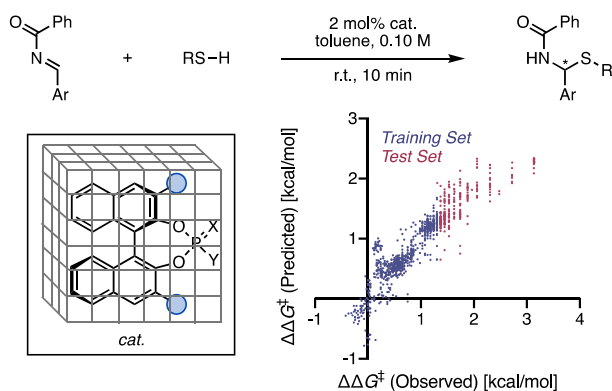 O Ph
N
Ar
+
RS–H
2 mol% cat.
toluene, 0.10 M
r.t., 10 min
O Ph
HN * S R
Ar
O P X
O Y
cat.
Training Set
Test Set
3
2
1
-1
-1 0 1 2 3 4
ΔΔG‡ (Predicted) [kcal/mol]
ΔΔG‡ (Observed) [kcal/mol]